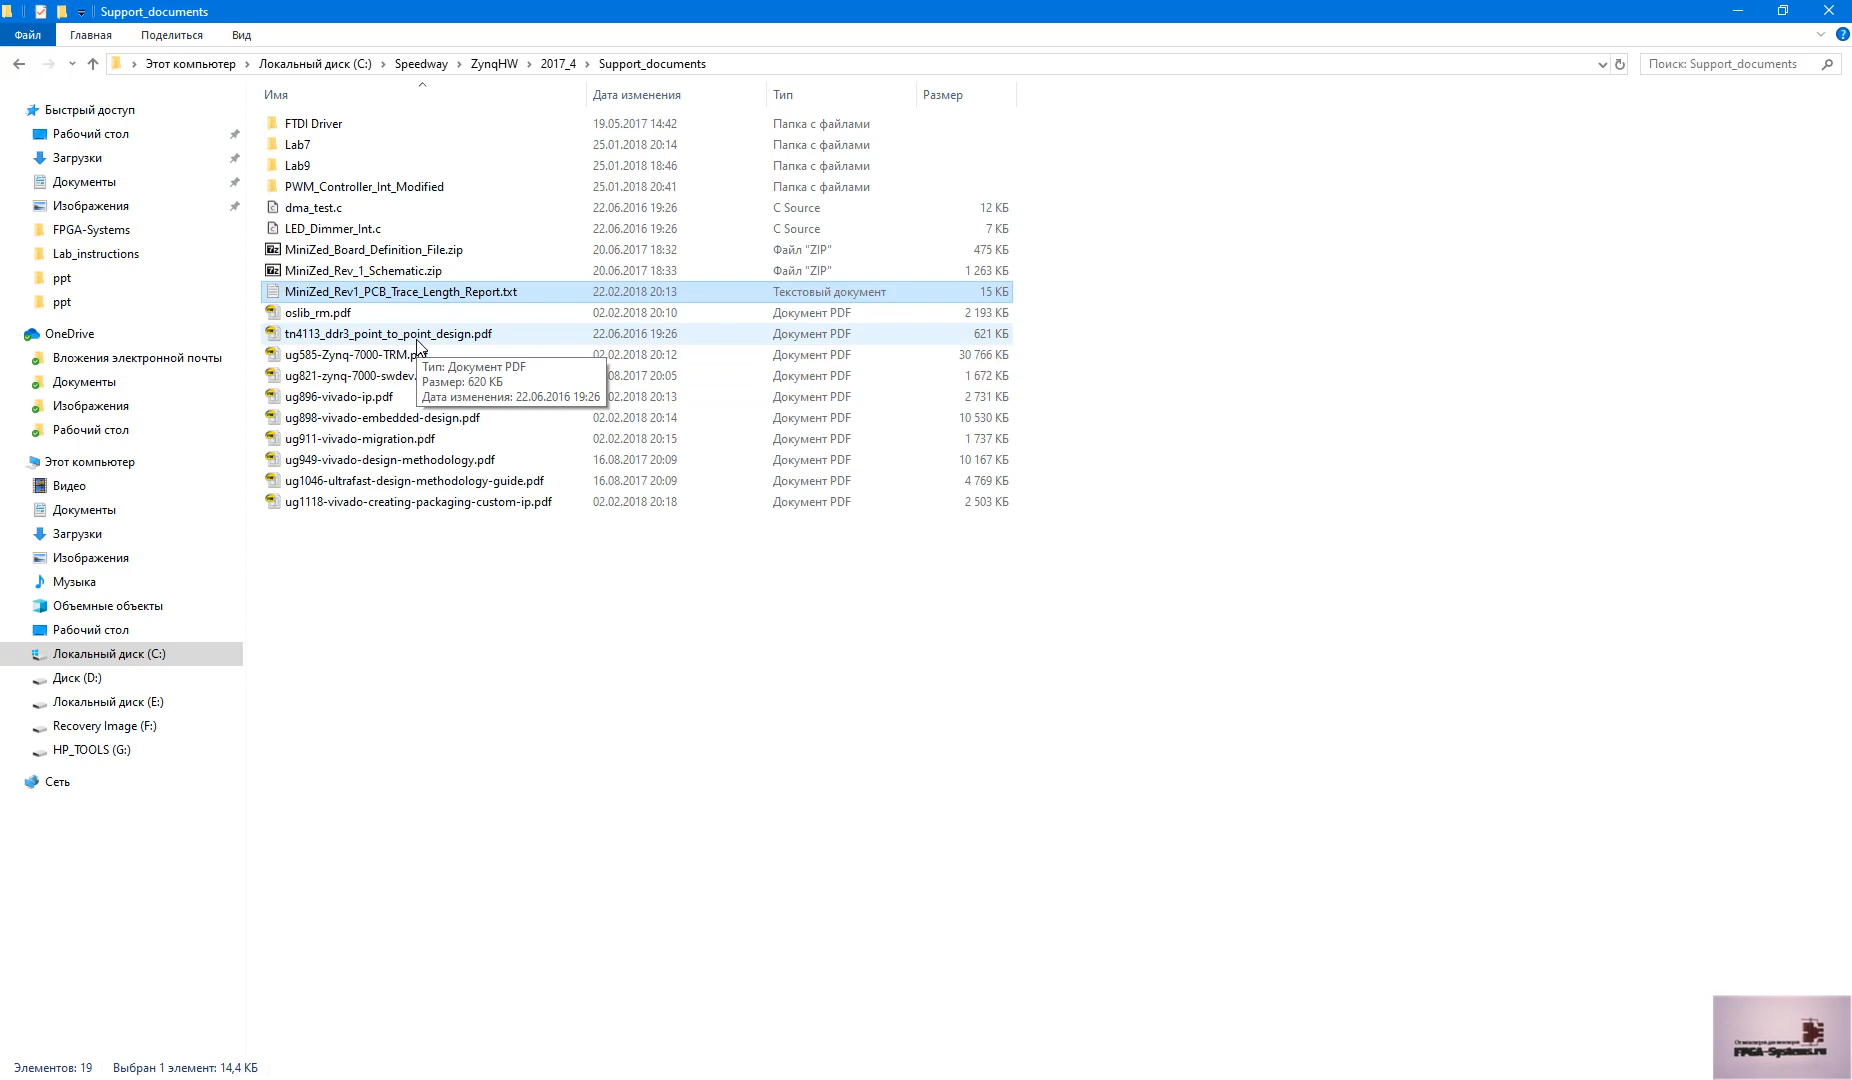 Support_documents
Файл Главная Поделиться Вид
Этот компьютер Локальный диск (C:) Speedway ZynqHW 2017_4 Support_documents Поиск: Support_documents
Имя Дата изменения Тип Размер
Быстрый доступ
Рабочий стол
Загрузки
Документы
Изображения
FPGA-Systems
Lab_instructions
ppt
ppt
OneDrive
Вложения электронной почты
Документы
Изображения
Рабочий стол
Этот компьютер
Видео
Документы
Загрузки
Изображения
Музыка
Объемные объекты
Рабочий стол
Локальный диск (C:)
Диск (D:)
Локальный диск (E:)
Recovery Image (F:)
HP_TOOLS (G:)
Сеть
FTDI Driver 19.05.2017 14:42 Папка с файлами
Lab7 25.01.2018 20:14 Папка с файлами
Lab9 25.01.2018 18:46 Папка с файлами
PWM_Controller_Int_Modified 25.01.2018 20:41 Папка с файлами
dma_test.c 22.06.2016 19:26 C Source 12 КБ
LED_Dimmer_Int.c 22.06.2016 19:26 C Source 7 КБ
MiniZed_Board_Definition_File.zip 20.06.2017 18:32 Файл "ZIP" 475 КБ
MiniZed_Rev_1_Schematic.zip 20.06.2017 18:33 Файл "ZIP" 1 263 КБ
MiniZed_Rev1_PCB_Trace_Length_Report.txt 22.02.2018 20:13 Текстовый документ 15 КБ
oslib_rm.pdf 02.02.2018 20:10 Документ PDF 2 193 КБ
tn4113_ddr3_point_to_point_design.pdf 22.06.2016 19:26 Документ PDF 621 КБ
ug585-Zynq-7000-TRM.pdf 02.02.2018 20:12 Документ PDF 30 766 КБ
ug821-zynq-7000-swdev. 08.2017 20:05 Документ PDF 1 672 КБ
ug896-vivado-ip.pdf 02.2018 20:13 Документ PDF 2 731 КБ
ug898-vivado-embedded-design.pdf 02.02.2018 20:14 Документ PDF 10 530 КБ
ug911-vivado-migration.pdf 02.02.2018 20:15 Документ PDF 1 737 КБ
ug949-vivado-design-methodology.pdf 16.08.2017 20:09 Документ PDF 10 167 КБ
ug1046-ultrafast-design-methodology-guide.pdf 16.08.2017 20:09 Документ PDF 4 769 КБ
ug1118-vivado-creating-packaging-custom-ip.pdf 02.02.2018 20:18 Документ PDF 2 503 КБ
Тип: Документ PDF
Размер: 620 КБ
Дата изменения: 22.06.2016 19:26
FPGA-Systems.ru
Элементов: 19 Выбран 1 элемент: 14,4 КБ